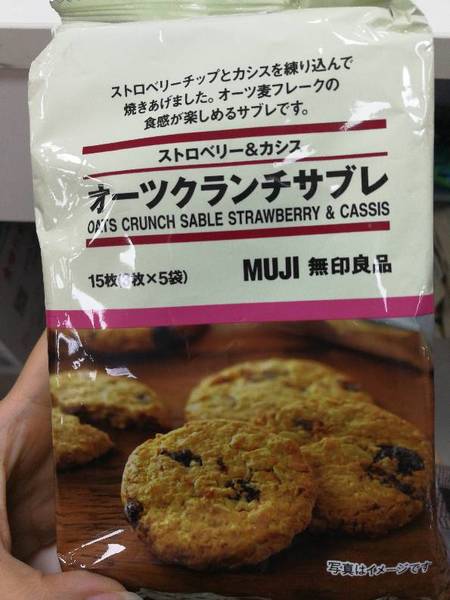 ストロベリーチップとカシスを練り込んで
焼きあげました。オーツ麦フレークの
食感が楽しめるサブレです。
ストロベリー&カシス
オーツクランチサブレ
OATS CRUNCH SABLE STRAWBERRY & CASSIS
15枚(3枚×5袋)
MUJI 無印良品
写真はイメージです